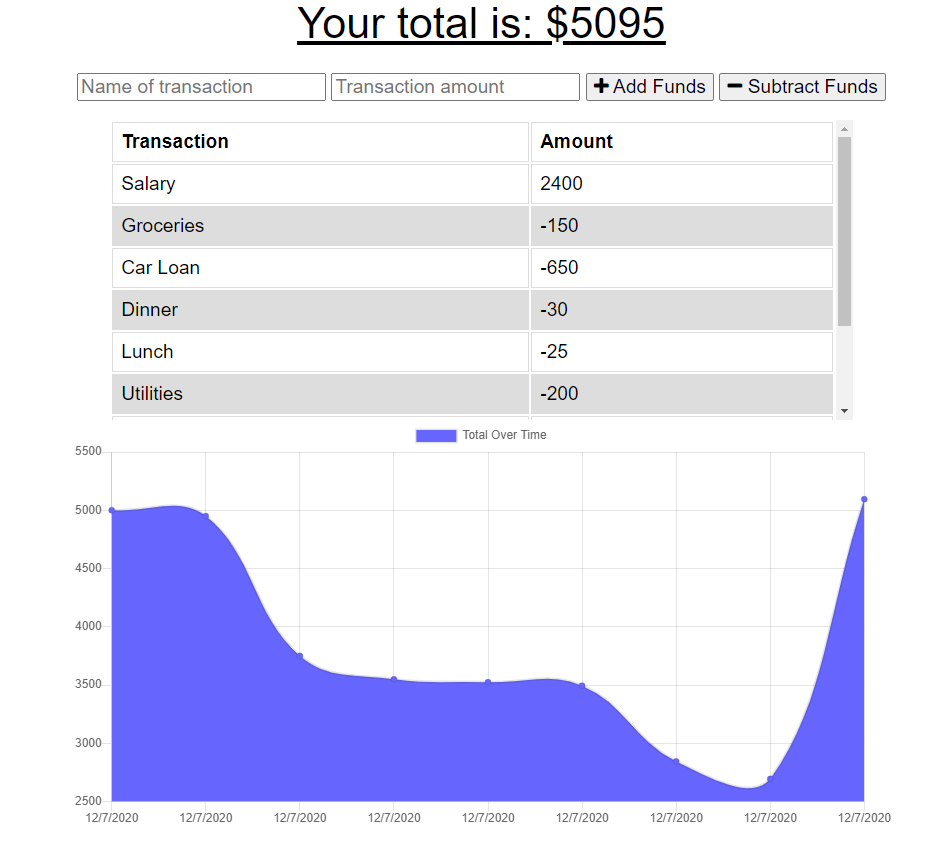 Your total is: $5095
Name of transaction Transaction amount + Add Funds − Subtract Funds
Transaction Amount
Salary 2400
Groceries -150
Car Loan -650
Dinner -30
Lunch -25
Utilities -200
Total Over Time
5500
5000
4500
4000
3500
3000
2500
12/7/2020 12/7/2020 12/7/2020 12/7/2020 12/7/2020 12/7/2020 12/7/2020 12/7/2020 12/7/2020